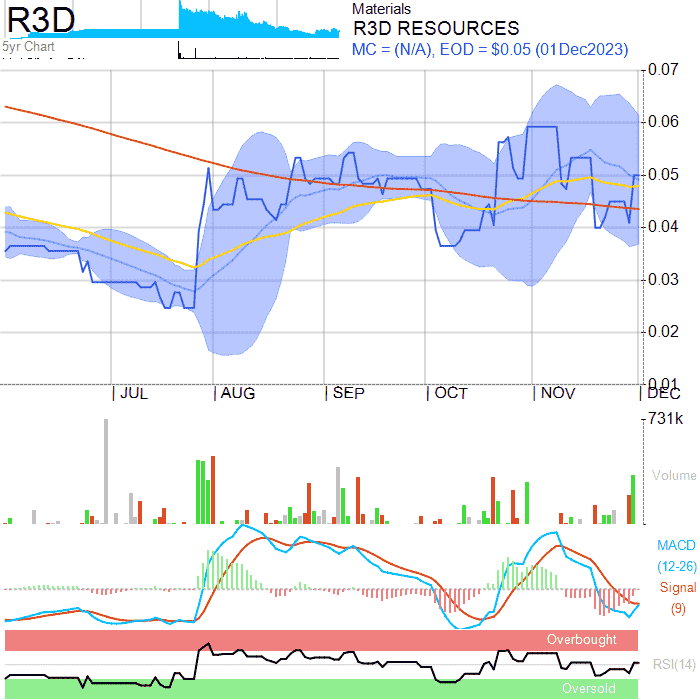 R3D
5yr Chart
Materials
R3D RESOURCES
MC = (N/A), EOD = $0.05 (01Dec2023)
0.07
0.06
0.05
0.04
0.03
0.02
0.01
JUL AUG SEP OCT NOV DEC
731k
Volume
MACD
(12-26)
Signal
(9)
Overbought
RSI(14)
Oversold